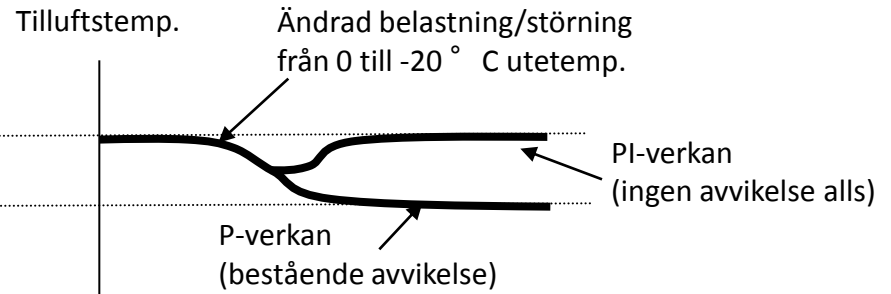 Tilluftstemp.
Ändrad belastning/störning
från 0 till -20 ° C utetemp.
PI-verkan
(ingen avvikelse alls)
P-verkan
(bestående avvikelse)